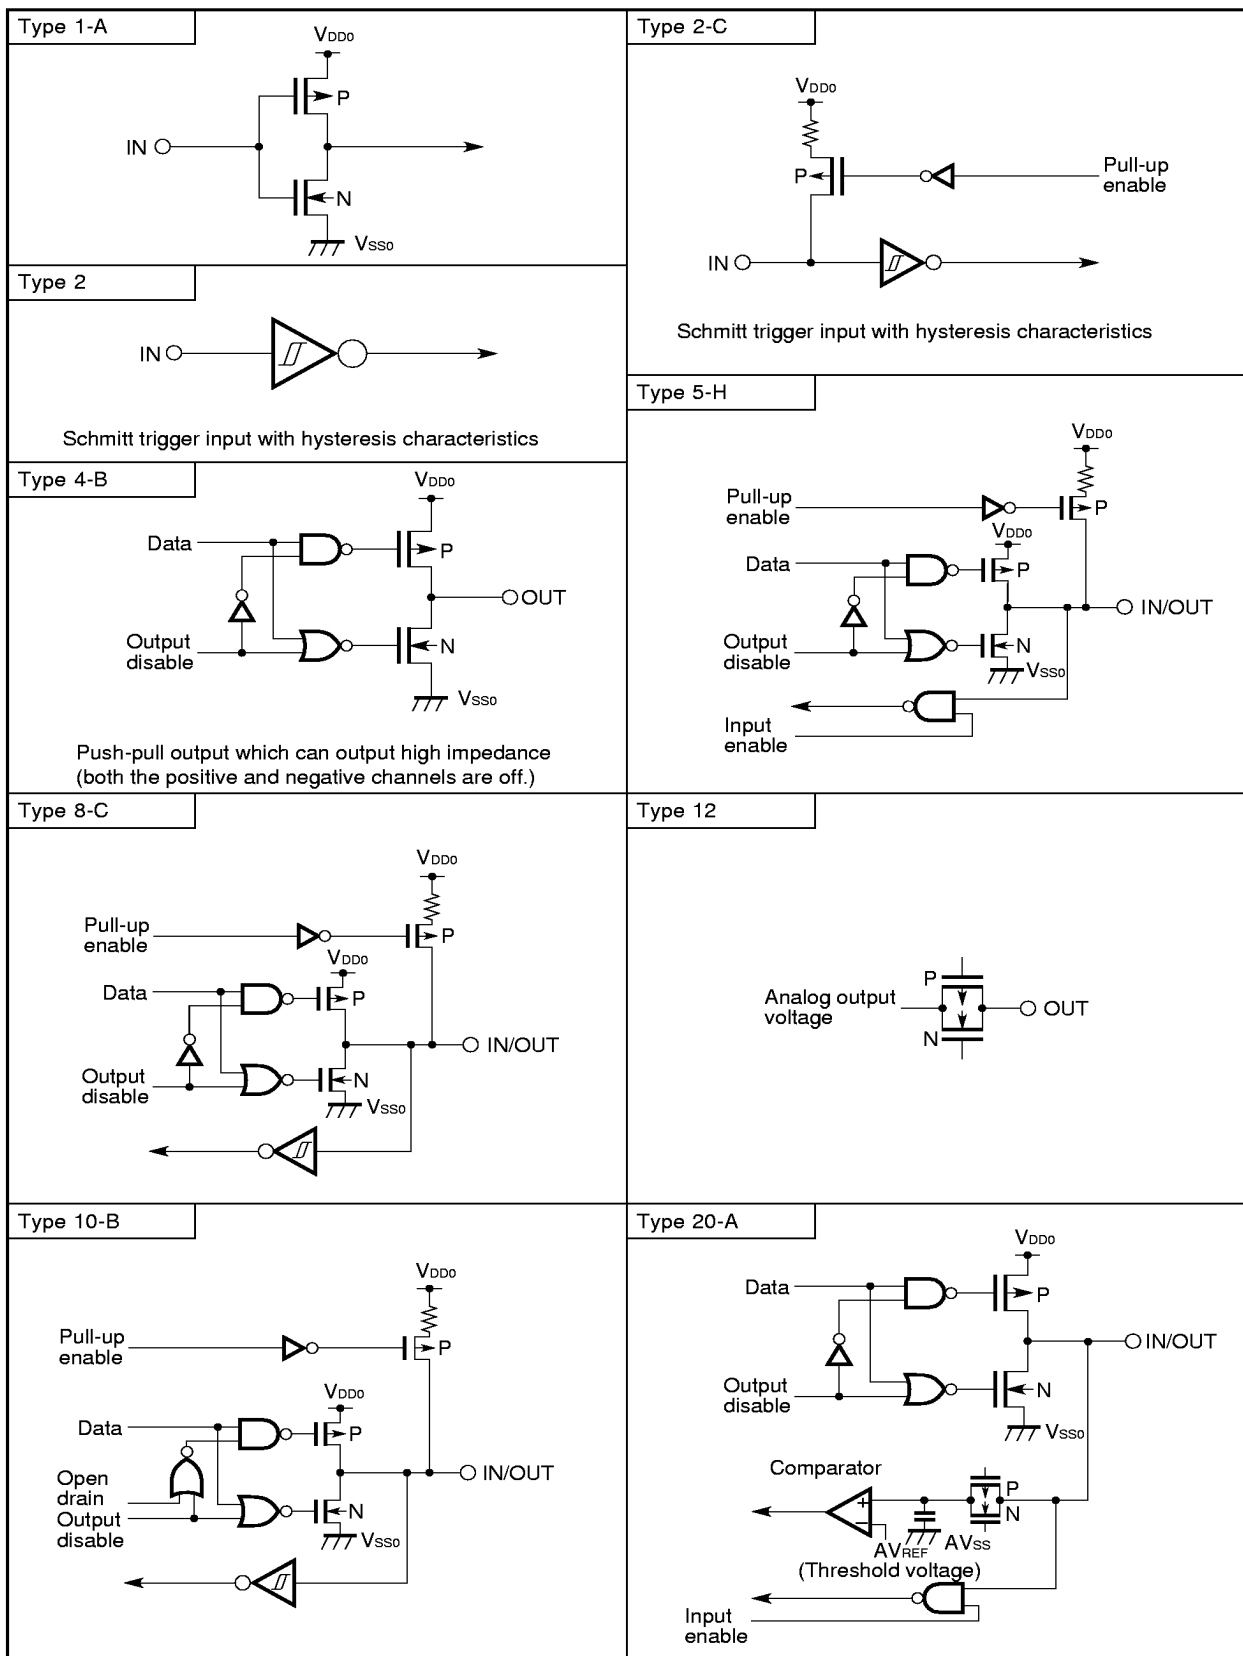 Type 1-A
VDD0
P
IN
N
VSS0
Type 2
IN
Schmitt trigger input with hysteresis characteristics
Type 4-B
VDD0
Data
P
OUT
Output
disable
N
VSS0
Push-pull output which can output high impedance
(both the positive and negative channels are off.)
Type 2-C
VDD0
P
Pull-up
enable
IN
Schmitt trigger input with hysteresis characteristics
Type 5-H
VDD0
Pull-up
enable
P
VDD0
Data
P
IN/OUT
Output
disable
N
VSS0
Input
enable
Type 8-C
VDD0
Pull-up
enable
P
VDD0
Data
P
IN/OUT
Output
disable
N
VSS0
Type 12
P
Analog output
voltage
OUT
N
Type 10-B
VDD0
Pull-up
enable
P
VDD0
Data
P
IN/OUT
Open
drain
Output
disable
N
VSS0
Type 20-A
VDD0
Data
P
IN/OUT
Output
disable
N
VSS0
Comparator
P
N
+
−
AVREF
AVSS
(Threshold voltage)
Input
enable